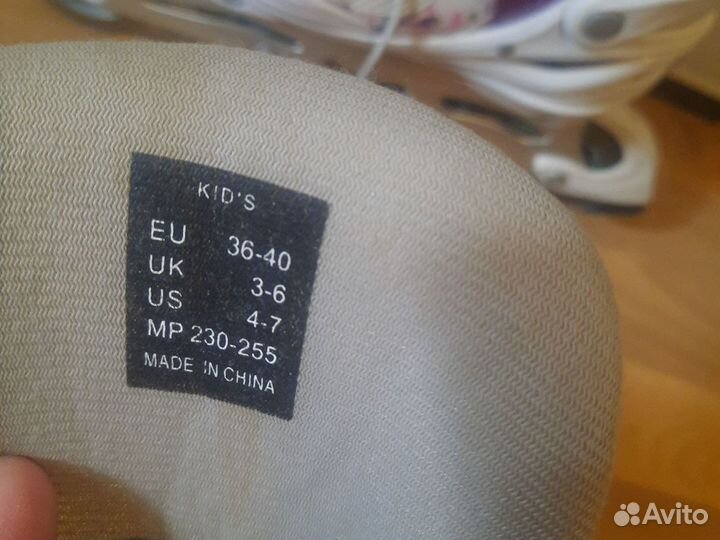 KID'S
EU 36-40
UK 3-6
US 4-7
MP 230-255
MADE IN CHINA
Avito